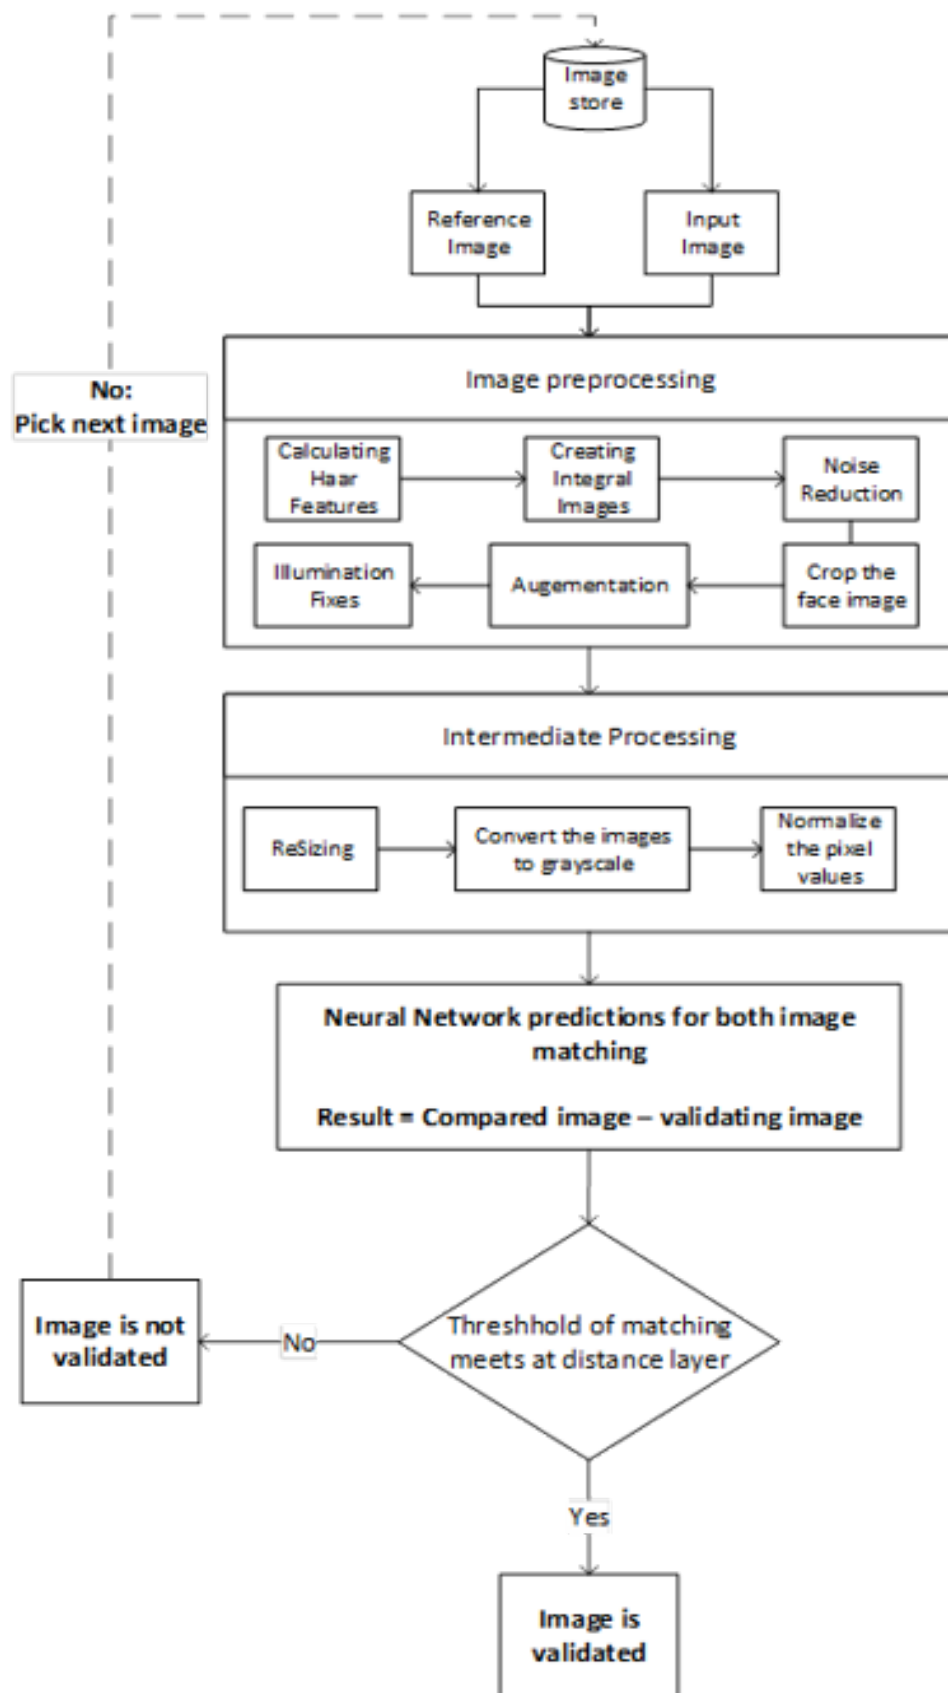 Image
store
Reference
Image
Input
Image
Image preprocessing
No:
Pick next image
Calculating
Haar
Features
Creating
Integral
Images
Noise
Reduction
Illumination
Fixes
Augementation
Crop the
face image
Intermediate Processing
ReSizing
Convert the images
to grayscale
Normalize
the pixel
values
Neural Network predictions for both image
matching
Result = Compared image – validating image
Threshhold of matching
meets at distance layer
No
Image is not
validated
Yes
Image is
validated